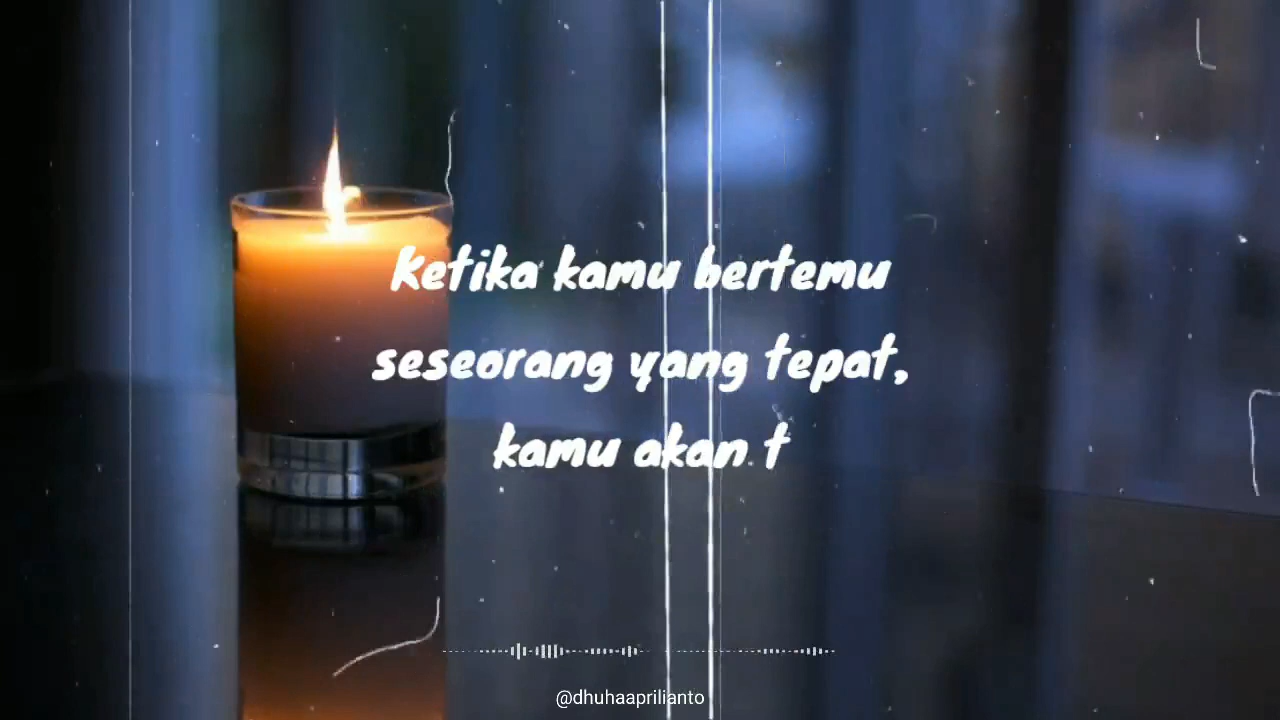 Ketika kamu bertemu
seseorang yang tepat,
kamu akan t
@dhuhaaprilianto